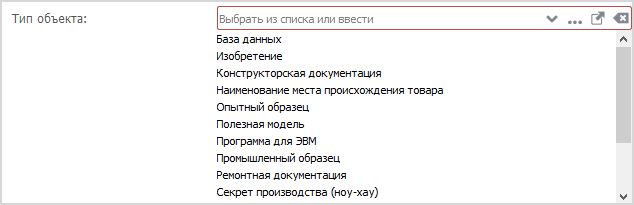 Тип объекта: Выбрать из списка или ввести
База данных
Изобретение
Конструкторская документация
Наименование места происхождения товара
Опытный образец
Полезная модель
Программа для ЭВМ
Промышленный образец
Ремонтная документация
Секрет производства (ноу-хау)